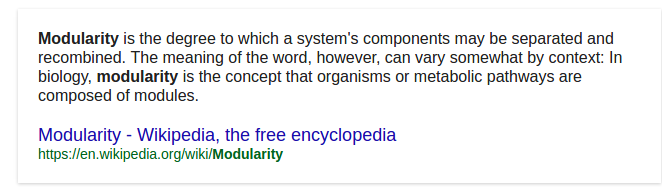 Modularity is the degree to which a system's components may be separated and
recombined. The meaning of the word, however, can vary somewhat by context: In
biology, modularity is the concept that organisms or metabolic pathways are
composed of modules.
Modularity - Wikipedia, the free encyclopedia
https://en.wikipedia.org/wiki/Modularity